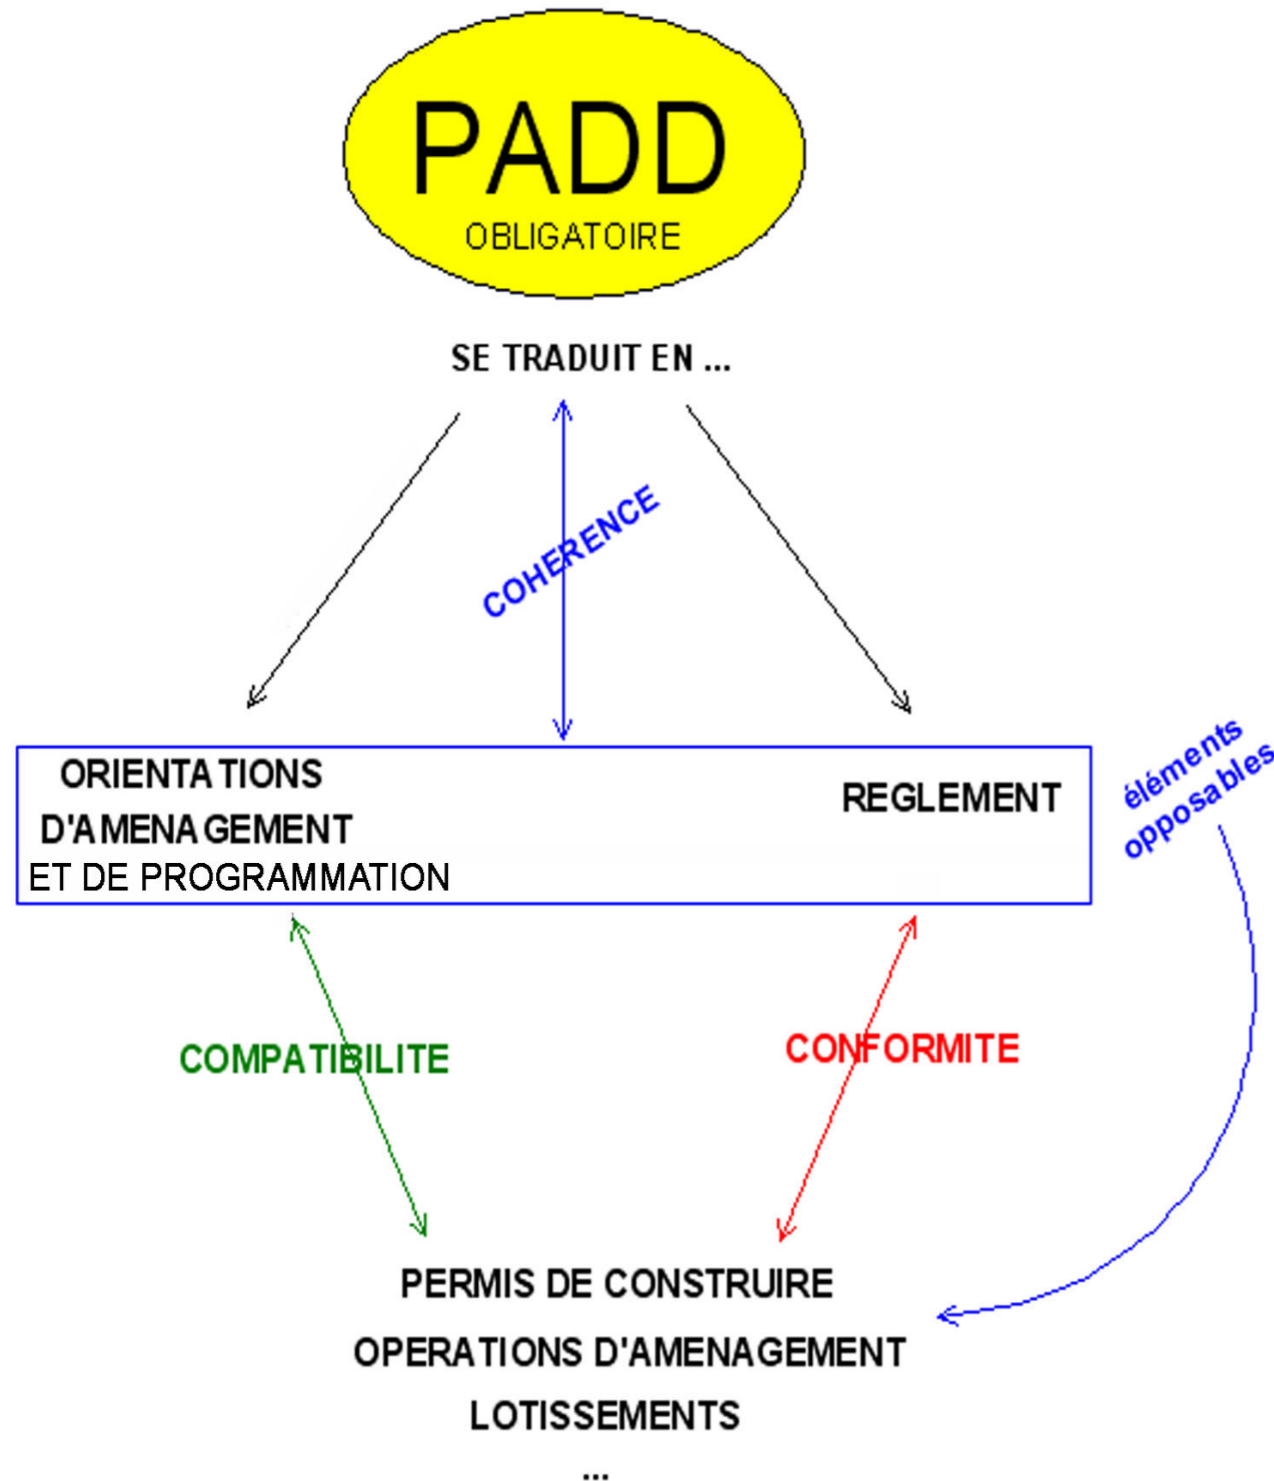 PADD
OBLIGATOIRE
SE TRADUIT EN ...
COHERENCE
ORIENTATIONS
D'AMENAGEMENT
ET DE PROGRAMMATION
REGLEMENT
éléments
opposables
COMPATIBILITE
CONFORMITE
PERMIS DE CONSTRUIRE
OPERATIONS D'AMENAGEMENT
LOTISSEMENTS
...